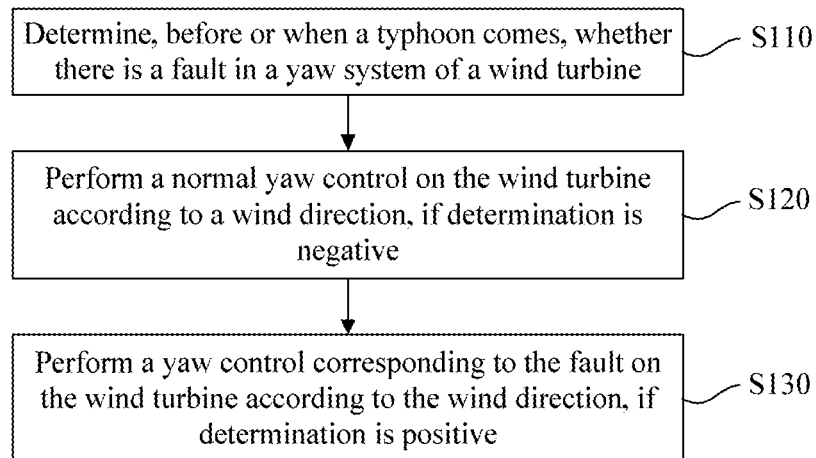 Determine, before or when a typhoon comes, whether
there is a fault in a yaw system of a wind turbine
S110
Perform a normal yaw control on the wind turbine
according to a wind direction, if determination is
negative
S120
Perform a yaw control corresponding to the fault on
the wind turbine according to the wind direction, if
determination is positive
S130